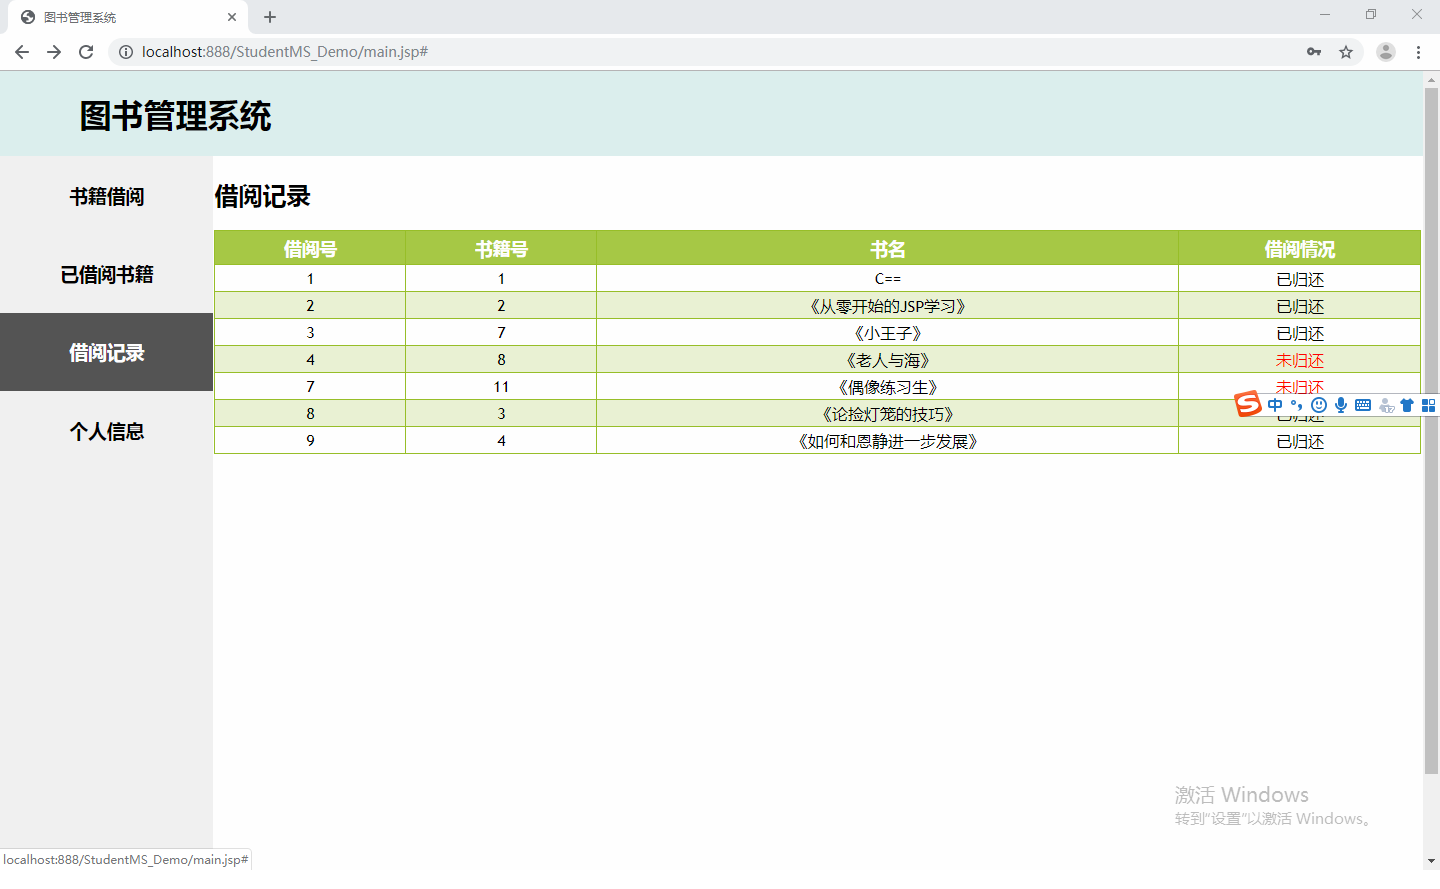 图书管理系统
localhost:888/StudentMS_Demo/main.jsp#
图书管理系统
书籍借阅
已借阅书籍
借阅记录
个人信息
借阅记录
借阅号 书籍号 书名 借阅情况
1 1 C== 已归还
2 2 《从零开始的JSP学习》 已归还
3 7 《小王子》 已归还
4 8 《老人与海》 未归还
7 11 《偶像练习生》 未归还
8 3 《论捡灯笼的技巧》 已归还
9 4 《如何和恩静进一步发展》 已归还
中
激活 Windows
转到“设置”以激活 Windows。
localhost:888/StudentMS_Demo/main.jsp#